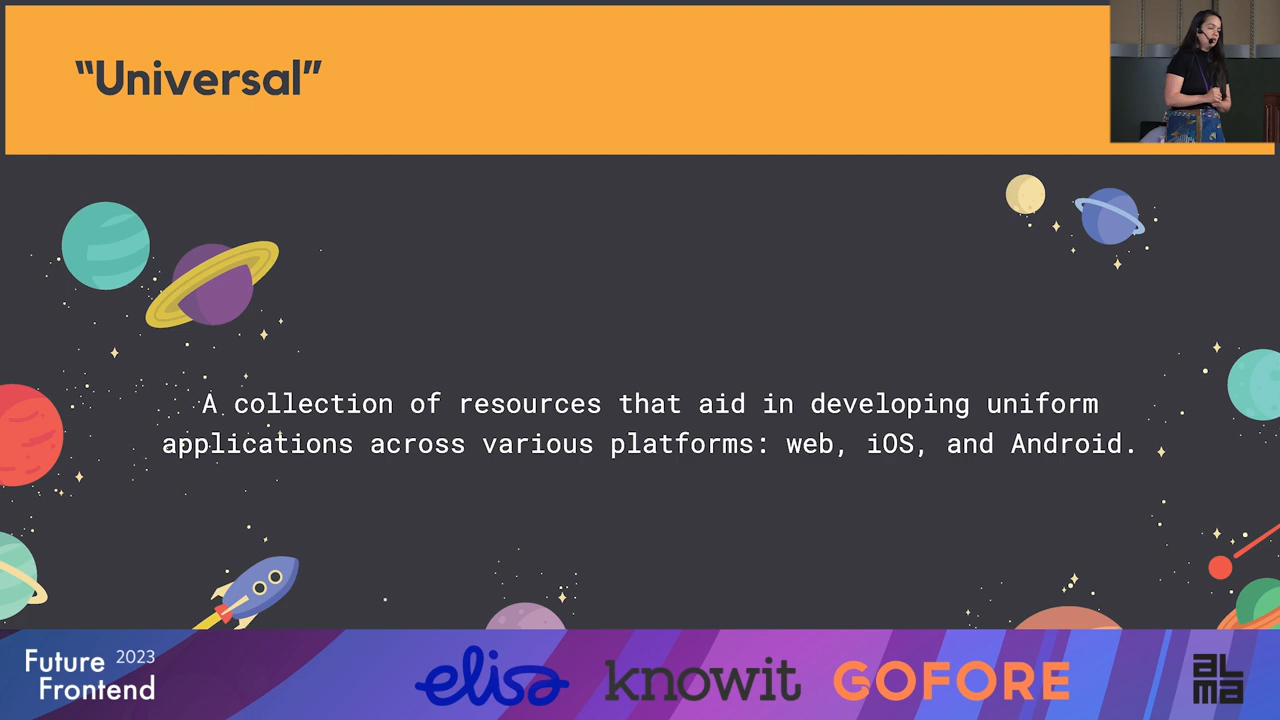 “Universal”
A collection of resources that aid in developing uniform
applications across various platforms: web, iOS, and Android.
Future 2023
Frontend
elisa
knowit
GOFORE
aLma